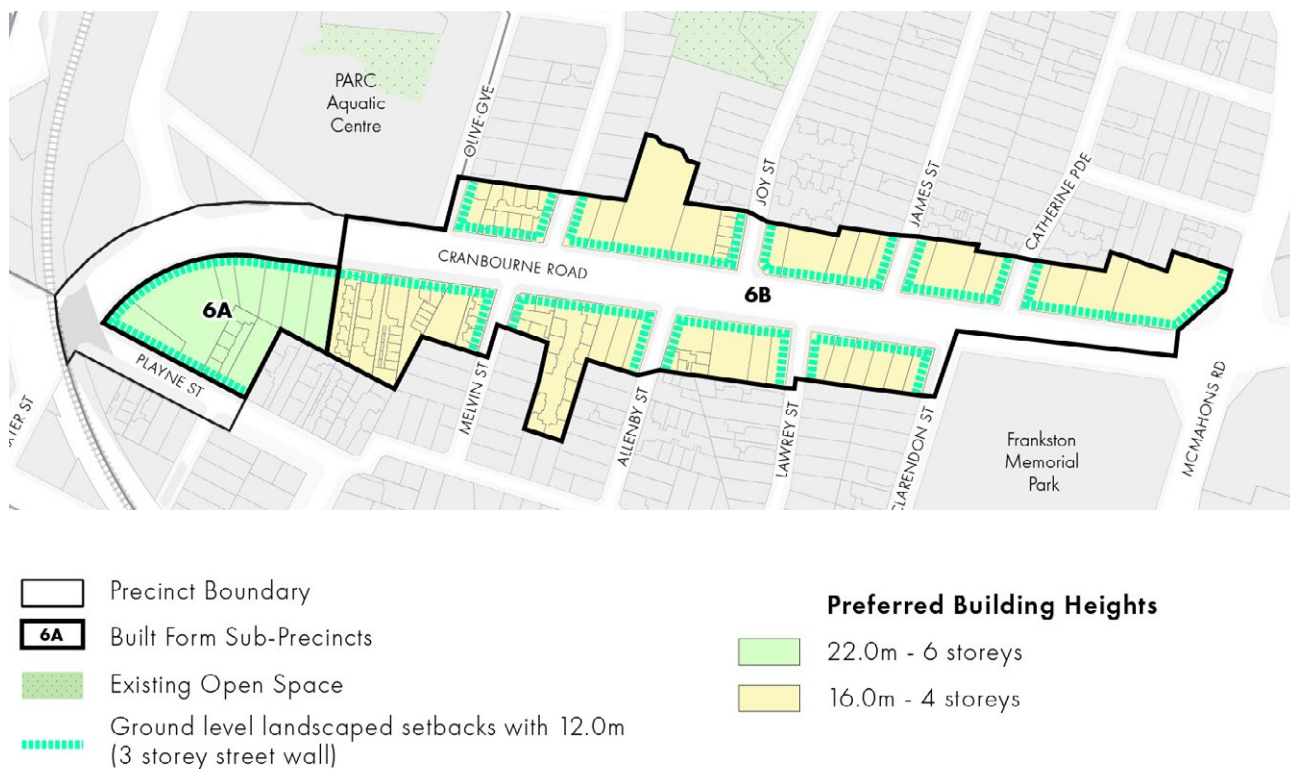 PARC
Aquatic
Centre
OLIVE GVE
JOY ST
JAMES ST
CATHERINE PDE
CRANBOURNE ROAD
6A
6B
PLAYNE ST
MELVIN ST
ALLENBY ST
LAWREY ST
CLARENDON ST
Frankston
Memorial
Park
MCMAHONS RD
Precinct Boundary
6A Built Form Sub-Precincts
Existing Open Space
Ground level landscaped setbacks with 12.0m
(3 storey street wall)
Preferred Building Heights
22.0m - 6 storeys
16.0m - 4 storeys